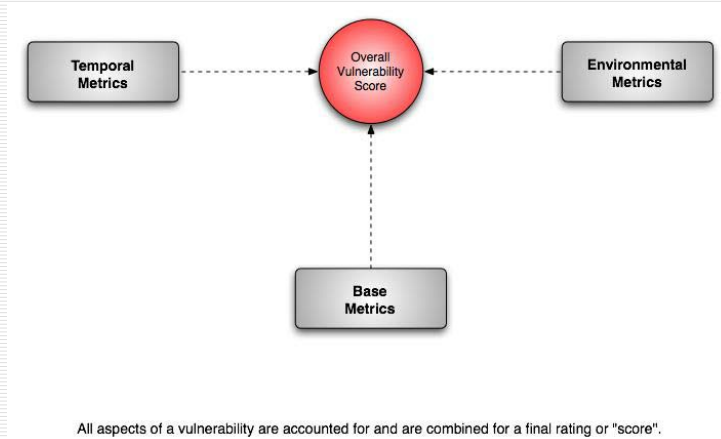 Temporal
Metrics
Overall
Vulnerability
Score
Environmental
Metrics
Base
Metrics
All aspects of a vulnerability are accounted for and are combined for a final rating or "score".